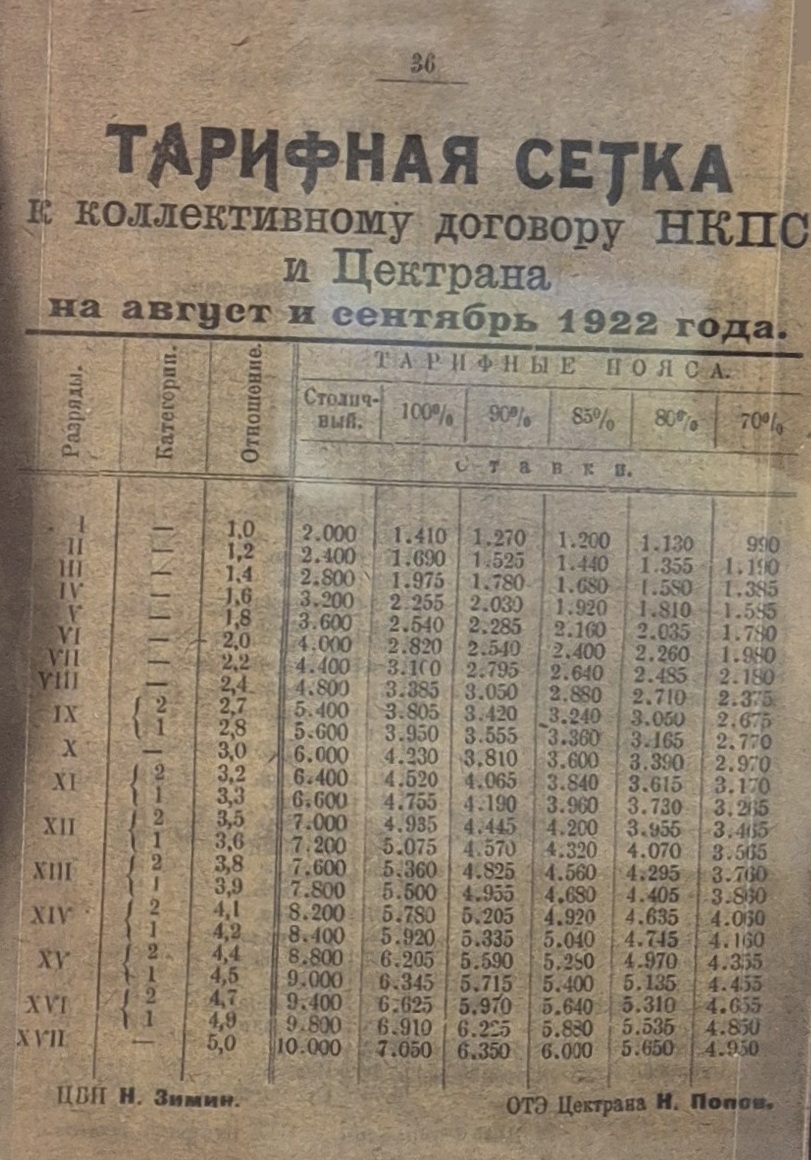 36
ТАРИФНАЯ СЕТКА
к коллективному договору НКПС
и Цектрана
на август и сентябрь 1922 года.
Разряды. Категории. Отношение. ТАРИФНЫЕ ПОЯСА.
Столич- 100% 90% 85% 80% 70%
ный.
Ставки.
I — 1,0 2.000 1.410 1.270 1.200 1.130 990
II — 1,2 2.400 1.690 1.525 1.440 1.355 1.190
III — 1,4 2.800 1.975 1.780 1.680 1.580 1.385
IV — 1,6 3.200 2.255 2.030 1.920 1.810 1.585
V — 1,8 3.600 2.540 2.285 2.160 2.035 1.780
VI — 2,0 4.000 2.820 2.540 2.400 2.260 1.980
VII — 2,2 4.400 3.100 2.795 2.640 2.485 2.180
VIII — 2,4 4.800 3.385 3.050 2.880 2.710 2.375
IX 2 2,7 5.400 3.805 3.420 3.240 3.050 2.675
1 2,8 5.600 3.950 3.555 3.360 3.165 2.770
X — 3,0 6.000 4.230 3.810 3.600 3.390 2.970
XI 2 3,2 6.400 4.520 4.065 3.840 3.615 3.170
1 3,3 6.600 4.755 4.190 3.960 3.730 3.265
XII 2 3,5 7.000 4.935 4.445 4.200 3.955 3.465
1 3,6 7.200 5.075 4.570 4.320 4.070 3.565
XIII 2 3,8 7.600 5.360 4.825 4.560 4.295 3.760
1 3,9 7.800 5.500 4.955 4.680 4.405 3.860
XIV 2 4,1 8.200 5.780 5.205 4.920 4.635 4.060
1 4,2 8.400 5.920 5.335 5.040 4.745 4.160
XV 2 4,4 8.800 6.205 5.590 5.280 4.970 4.355
1 4,5 9.000 6.345 5.715 5.400 5.135 4.455
XVI 2 4,7 9.400 6.625 5.970 5.640 5.310 4.655
1 4,9 9.800 6.910 6.225 5.880 5.535 4.850
XVII — 5,0 10.000 7.050 6.350 6.000 5.650 4.950
Н. Зимин. ОТЭ Цектрана Н. Попов.